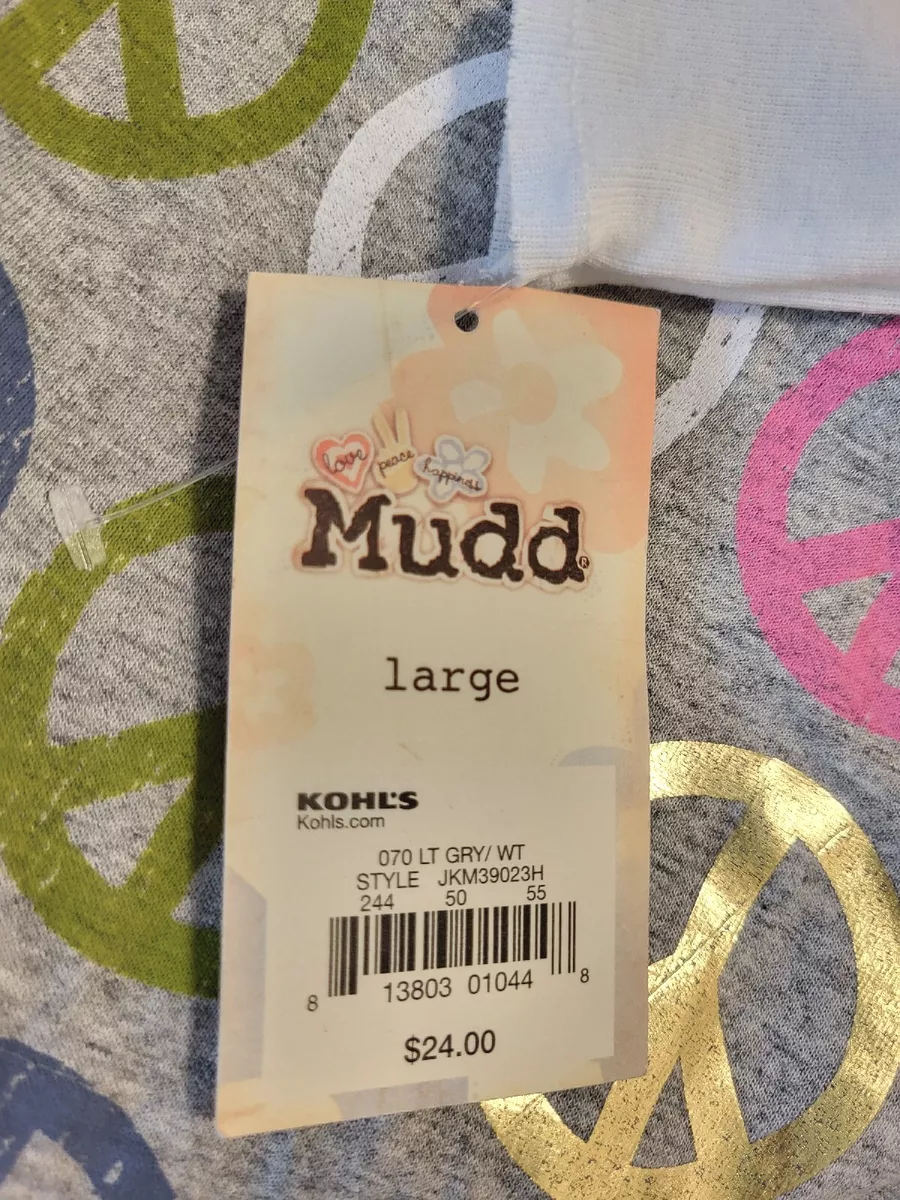 love peace happiness
Mudd®
large
KOHL'S
Kohls.com
070 LT GRY/ WT
STYLE JKM39023H
244 50 55
8 13803 01044 8
$24.00